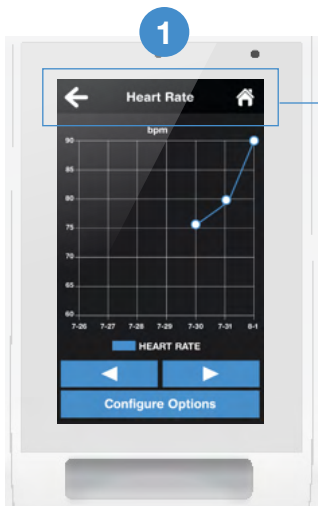 1
Heart Rate
bpm
90
85
80
75
70
65
60
7-26 7-27 7-28 7-29 7-30 7-31 8-1
HEART RATE
Configure Options